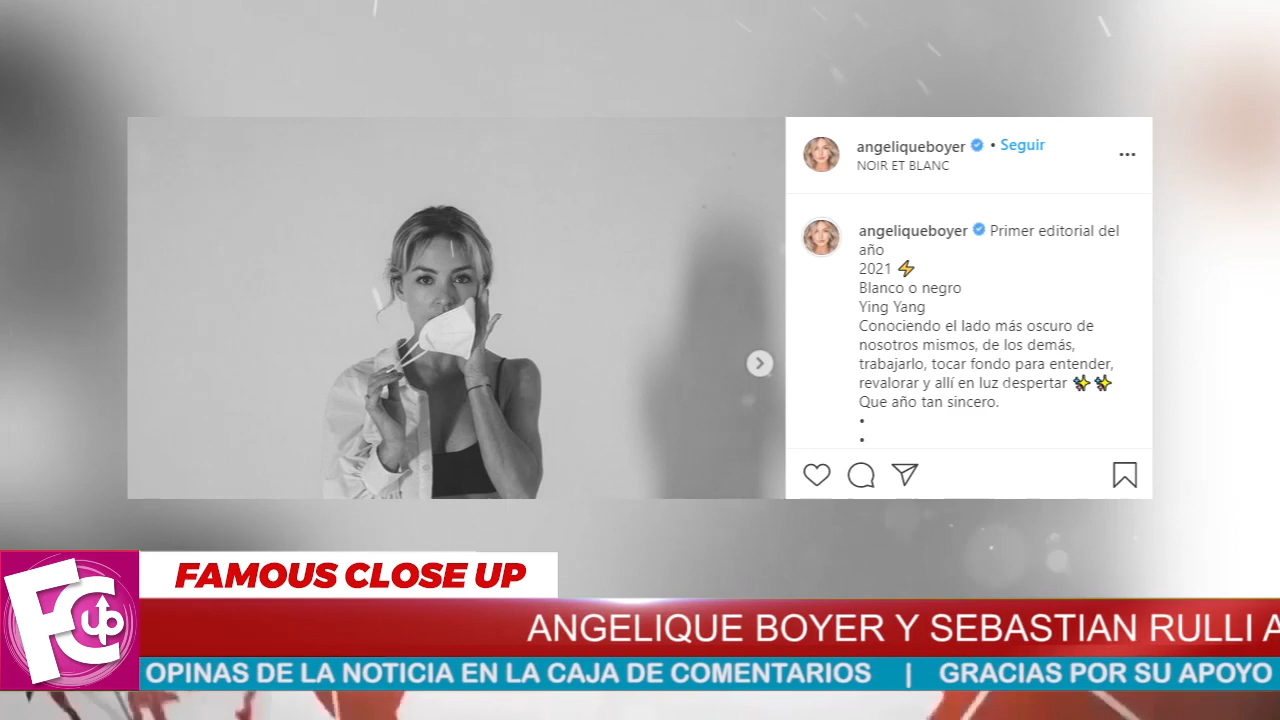 angeliqueboyer • Seguir
NOIR ET BLANC
angeliqueboyer Primer editorial del
año
2021 ⚡
Blanco o negro
Ying Yang
Conociendo el lado más oscuro de
nosotros mismos, de los demás,
trabajarlo, tocar fondo para entender,
revalorar y allí en luz despertar ✨✨
Que año tan sincero.
•
•
FAMOUS CLOSE UP
FC up
ANGELIQUE BOYER Y SEBASTIAN RULLI A
OPINAS DE LA NOTICIA EN LA CAJA DE COMENTARIOS | GRACIAS POR SU APOYO